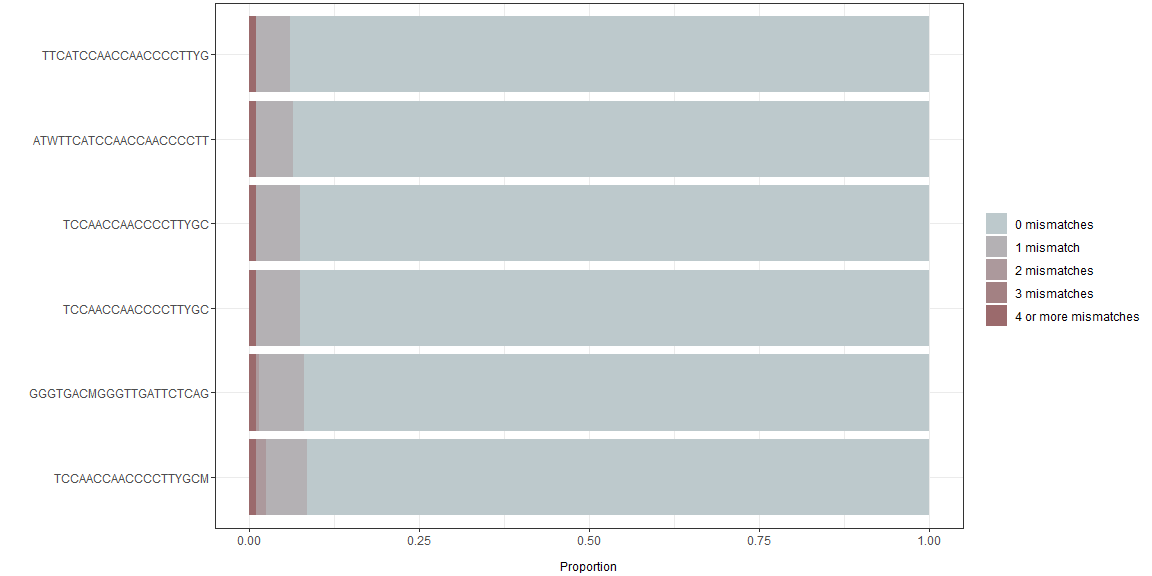 TTCATCCAACCAACCCCTTYG
ATWTTCATCCAACCAACCCCTT
TCCAACCAACCCCTTYGC
TCCAACCAACCCCTTYGC
GGGTGACMGGGTTGATTCTCAG
TCCAACCAACCCCTTYGCM
0.00 0.25 0.50 0.75 1.00
Proportion
0 mismatches
1 mismatch
2 mismatches
3 mismatches
4 or more mismatches